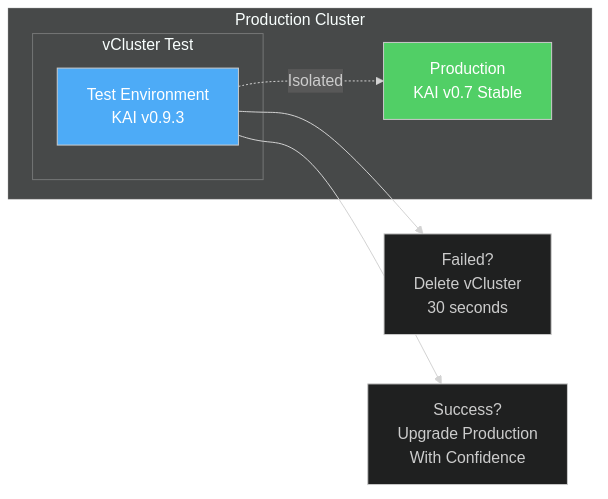 Production Cluster
vCluster Test
Test Environment
KAI v0.9.3
Isolated
Production
KAI v0.7 Stable
Failed?
Delete vCluster
30 seconds
Success?
Upgrade Production
With Confidence